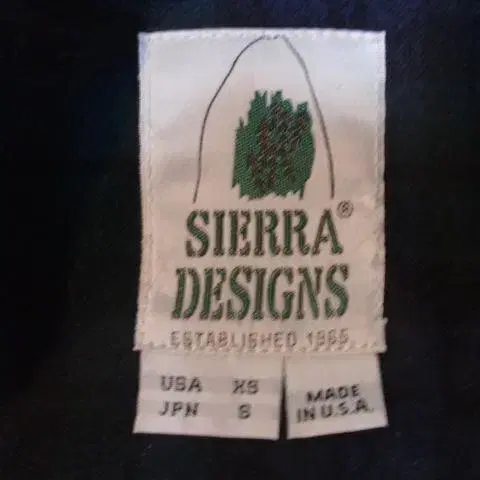 SIERRA®
DESIGNS
ESTABLISHED 1965
USA XS
JPN S
MADE
IN U.S.A.